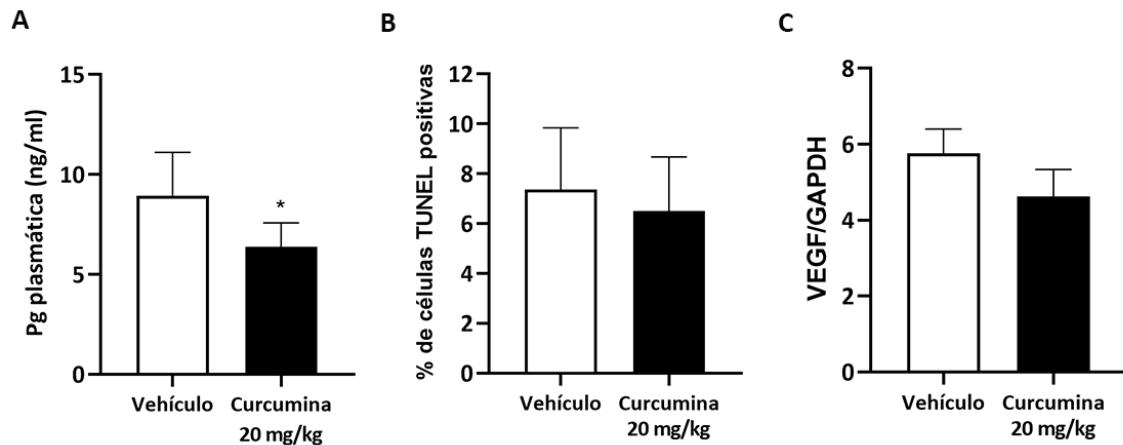 A
Pg plasmática (ng/ml)
15
10
5
0
*
Vehículo
Curcumina
20 mg/kg
B
% de células TUNEL positivas
12
10
8
6
4
2
0
Vehículo
Curcumina
20 mg/kg
C
VEGF/GAPDH
8
6
4
2
0
Vehículo
Curcumina
20 mg/kg